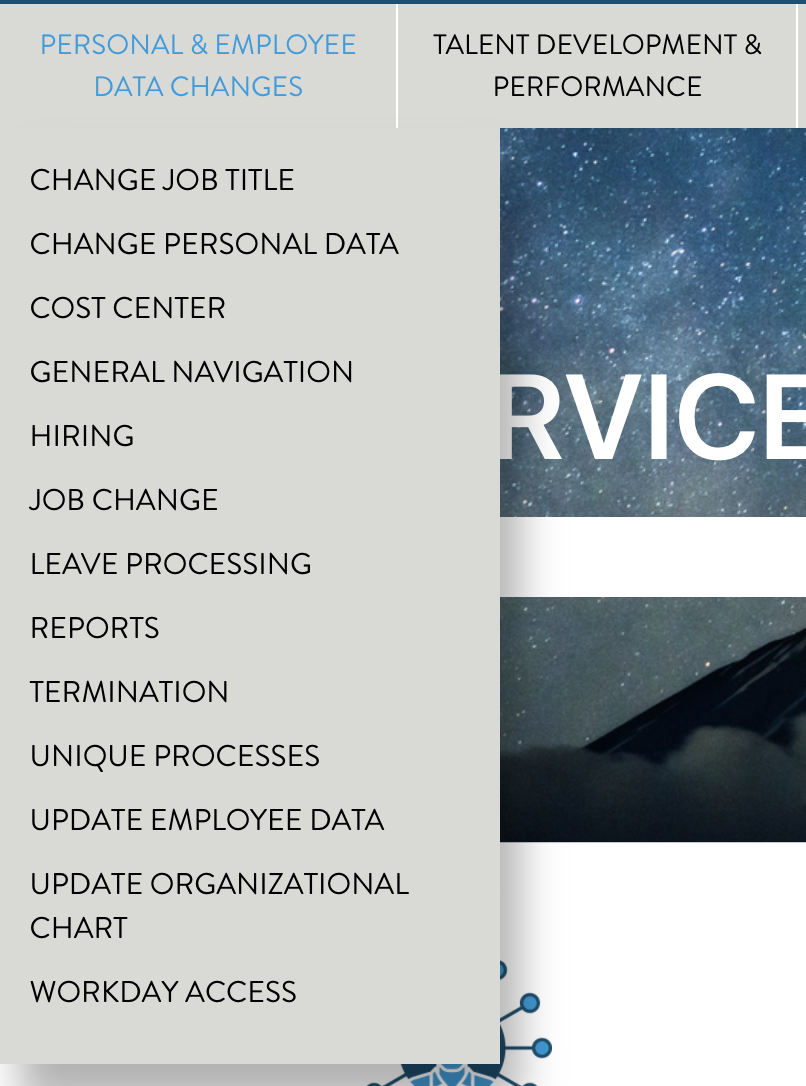 PERSONAL & EMPLOYEE
DATA CHANGES
TALENT DEVELOPMENT &
PERFORMANCE
CHANGE JOB TITLE
CHANGE PERSONAL DATA
COST CENTER
GENERAL NAVIGATION
HIRING
JOB CHANGE
LEAVE PROCESSING
REPORTS
TERMINATION
UNIQUE PROCESSES
UPDATE EMPLOYEE DATA
UPDATE ORGANIZATIONAL
CHART
WORKDAY ACCESS
RVICE